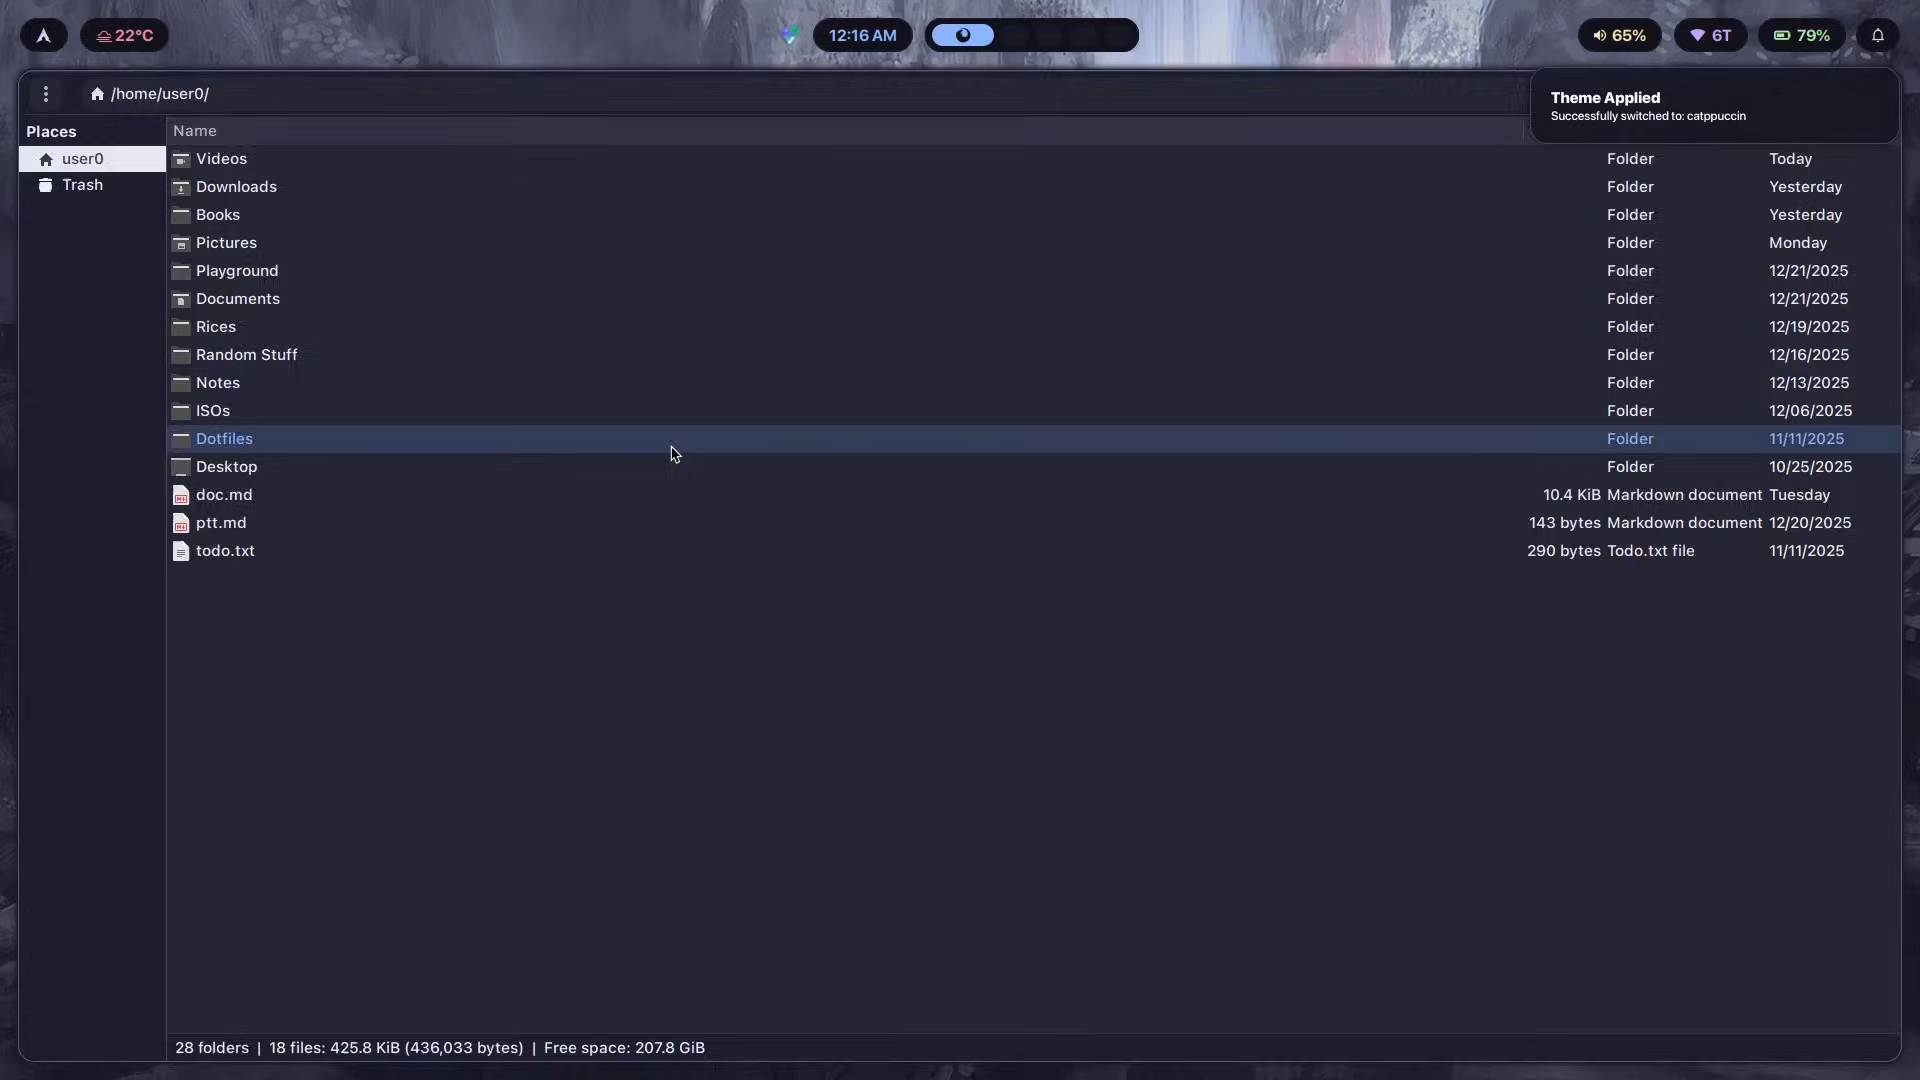 22°C
12:16 AM
65%
6T
79%
/home/user0/
Theme Applied
Successfully switched to: catppuccin
Places
user0
Trash
Name
Videos Folder Today
Downloads Folder Yesterday
Books Folder Yesterday
Pictures Folder Monday
Playground Folder 12/21/2025
Documents Folder 12/21/2025
Rices Folder 12/19/2025
Random Stuff Folder 12/16/2025
Notes Folder 12/13/2025
ISOs Folder 12/06/2025
Dotfiles Folder 11/11/2025
Desktop Folder 10/25/2025
doc.md 10.4 KiB Markdown document Tuesday
ptt.md 143 bytes Markdown document 12/20/2025
todo.txt 290 bytes Todo.txt file 11/11/2025
28 folders | 18 files: 425.8 KiB (436,033 bytes) | Free space: 207.8 GiB